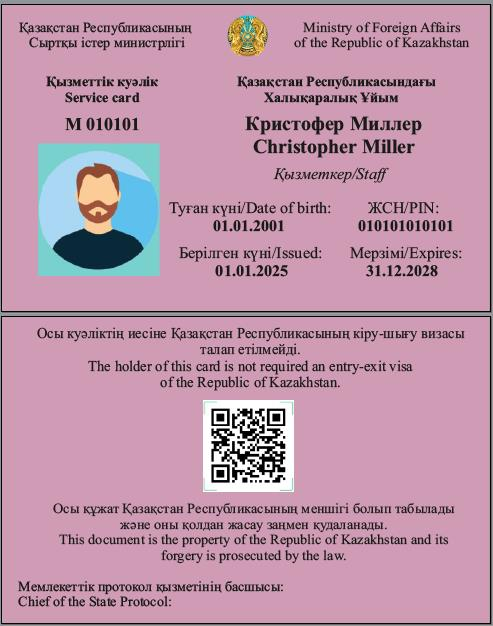 Қазақстан Республикасының
Сыртқы істер министрлігі
Ministry of Foreign Affairs
of the Republic of Kazakhstan
Қызметтік куәлік
Service card
M 010101
Қазақстан Республикасындағы
Халықаралық Ұйым
Кристофер Миллер
Christopher Miller
Қызметкер/Staff
Туған күні/Date of birth:
01.01.2001
ЖСН/PIN:
010101010101
Берілген күні/Issued:
01.01.2025
Мерзімі/Expires:
31.12.2028
Осы куәліктің иесіне Қазақстан Республикасының кіру-шығу визасы
талап етілмейді.
The holder of this card is not required an entry-exit visa
of the Republic of Kazakhstan.
Осы құжат Қазақстан Республикасының меншігі болып табылады
және оны қолдан жасау заңмен қудаланады.
This document is the property of the Republic of Kazakhstan and its
forgery is prosecuted by the law.
Мемлекеттік протокол қызметінің басшысы:
Chief of the State Protocol: